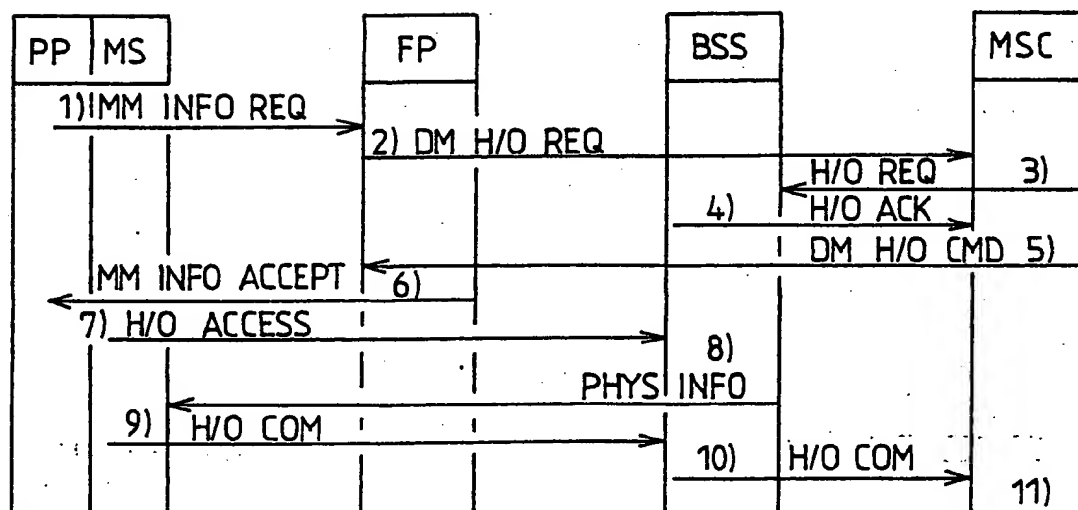 PP MS FP BSS MSC
1) MM INFO REQ
2) DM H/O REQ
H/O REQ 3)
4) H/O ACK
DM H/O CMD 5)
MM INFO ACCEPT 6)
7) H/O ACCESS
8)
PHYS INFO
9) H/O COM
10) H/O COM
11)